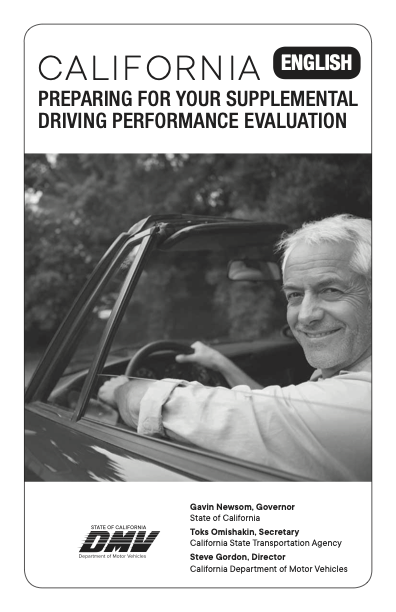 CALIFORNIA ENGLISH
PREPARING FOR YOUR SUPPLEMENTAL
DRIVING PERFORMANCE EVALUATION
STATE OF CALIFORNIA
DMV
Department of Motor Vehicles
Gavin Newsom, Governor
State of California
Toks Omishakin, Secretary
California State Transportation Agency
Steve Gordon, Director
California Department of Motor Vehicles